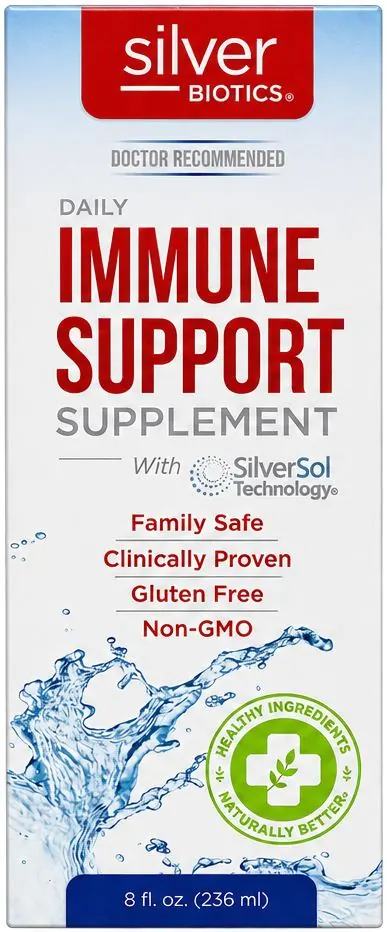 silver
BIOTICS®
DOCTOR RECOMMENDED
DAILY
IMMUNE
SUPPORT
SUPPLEMENT
With SilverSol
Technology®
Family Safe
Clinically Proven
Gluten Free
Non-GMO
HEALTHY INGREDIENTS
NATURALLY BETTER®
8 fl. oz. (236 ml)